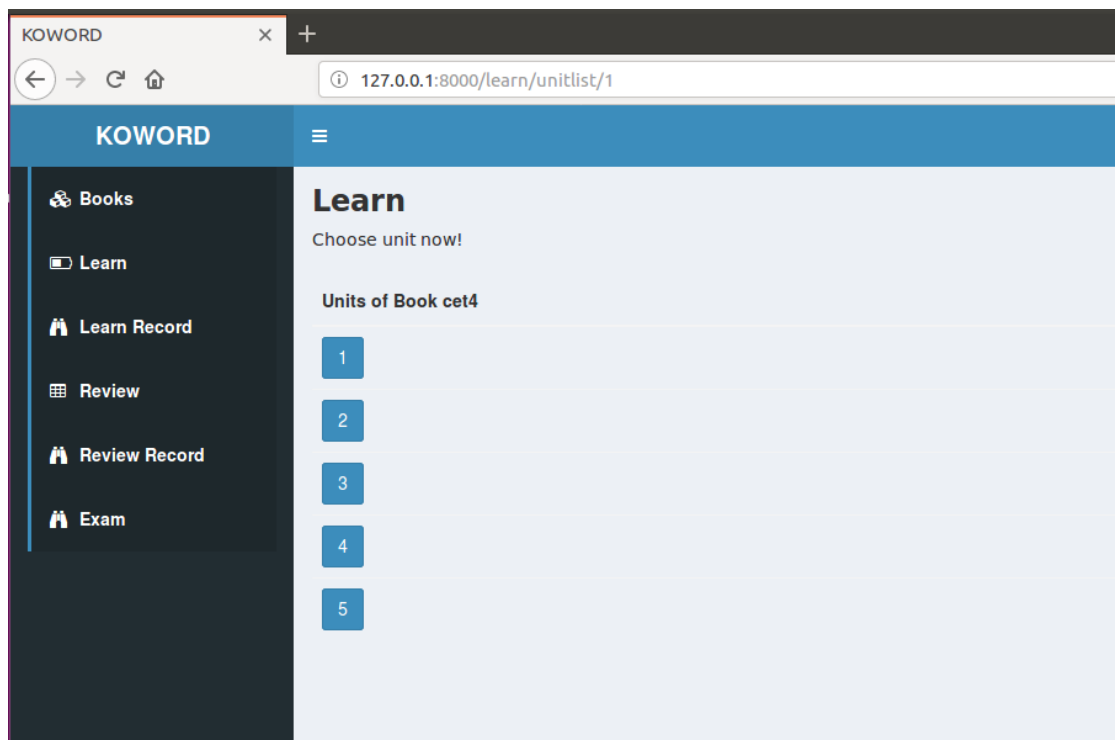 KOWORD
127.0.0.1:8000/learn/unitlist/1
KOWORD
Books
Learn
Learn Record
Review
Review Record
Exam
Learn
Choose unit now!
Units of Book cet4
1
2
3
4
5